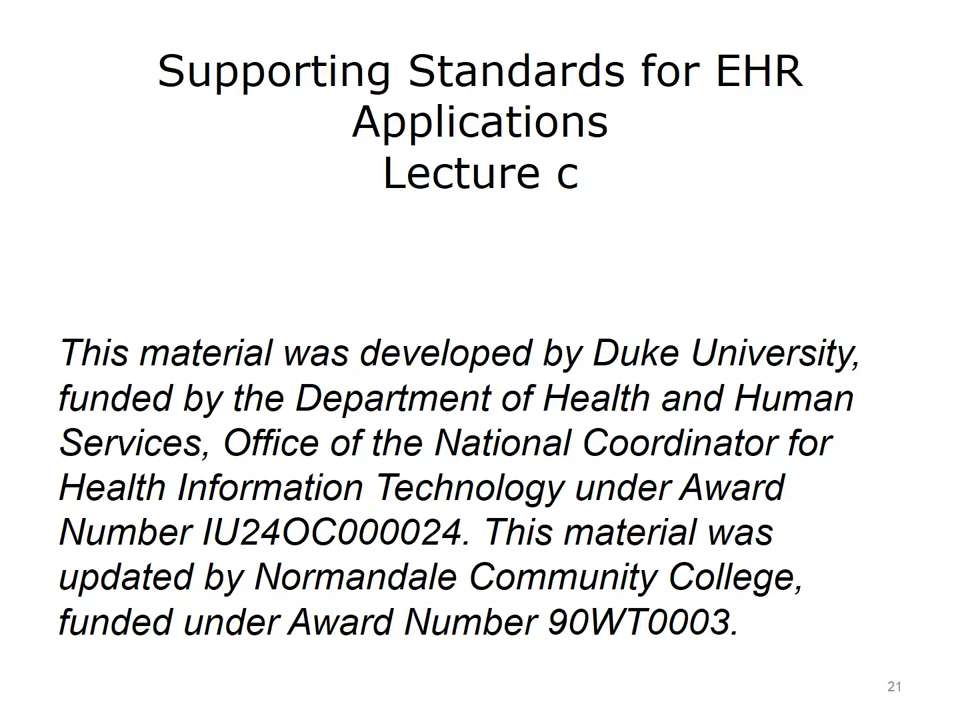 Supporting Standards for EHR
Applications
Lecture c
This material was developed by Duke University,
funded by the Department of Health and Human
Services, Office of the National Coordinator for
Health Information Technology under Award
Number IU24OC000024. This material was
updated by Normandale Community College,
funded under Award Number 90WT0003.
21